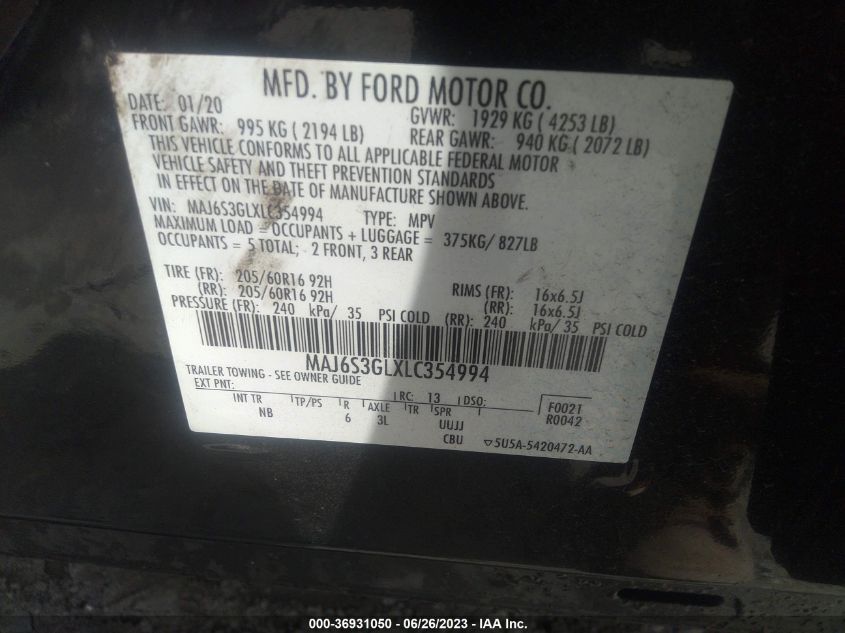 MFD. BY FORD MOTOR CO.
DATE: 01/20 GVWR: 1929 KG ( 4253 LB)
FRONT GAWR: 995 KG ( 2194 LB) REAR GAWR: 940 KG ( 2072 LB)
THIS VEHICLE CONFORMS TO ALL APPLICABLE FEDERAL MOTOR
VEHICLE SAFETY AND THEFT PREVENTION STANDARDS
IN EFFECT ON THE DATE OF MANUFACTURE SHOWN ABOVE.
VIN: MAJ6S3GLXLC354994 TYPE: MPV
MAXIMUM LOAD = OCCUPANTS + LUGGAGE = 375KG/ 827LB
OCCUPANTS = 5 TOTAL; 2 FRONT, 3 REAR
TIRE (FR): 205/60R16 92H RIMS (FR): 16x6.5J
(RR): 205/60R16 92H (RR): 16x6.5J
PRESSURE (FR): 240 kPa/ 35 PSI COLD (RR): 240 kPa/ 35 PSI COLD
MAJ6S3GLXLC354994
TRAILER TOWING - SEE OWNER GUIDE
EXT PNT: RC: 13 DSO: F0021
INT TR TP/PS R AXLE TR SPR R0042
NB 6 3L UUJJ
CBU 5U5A-5420472-AA
000-36931050 - 06/26/2023 - IAA Inc.